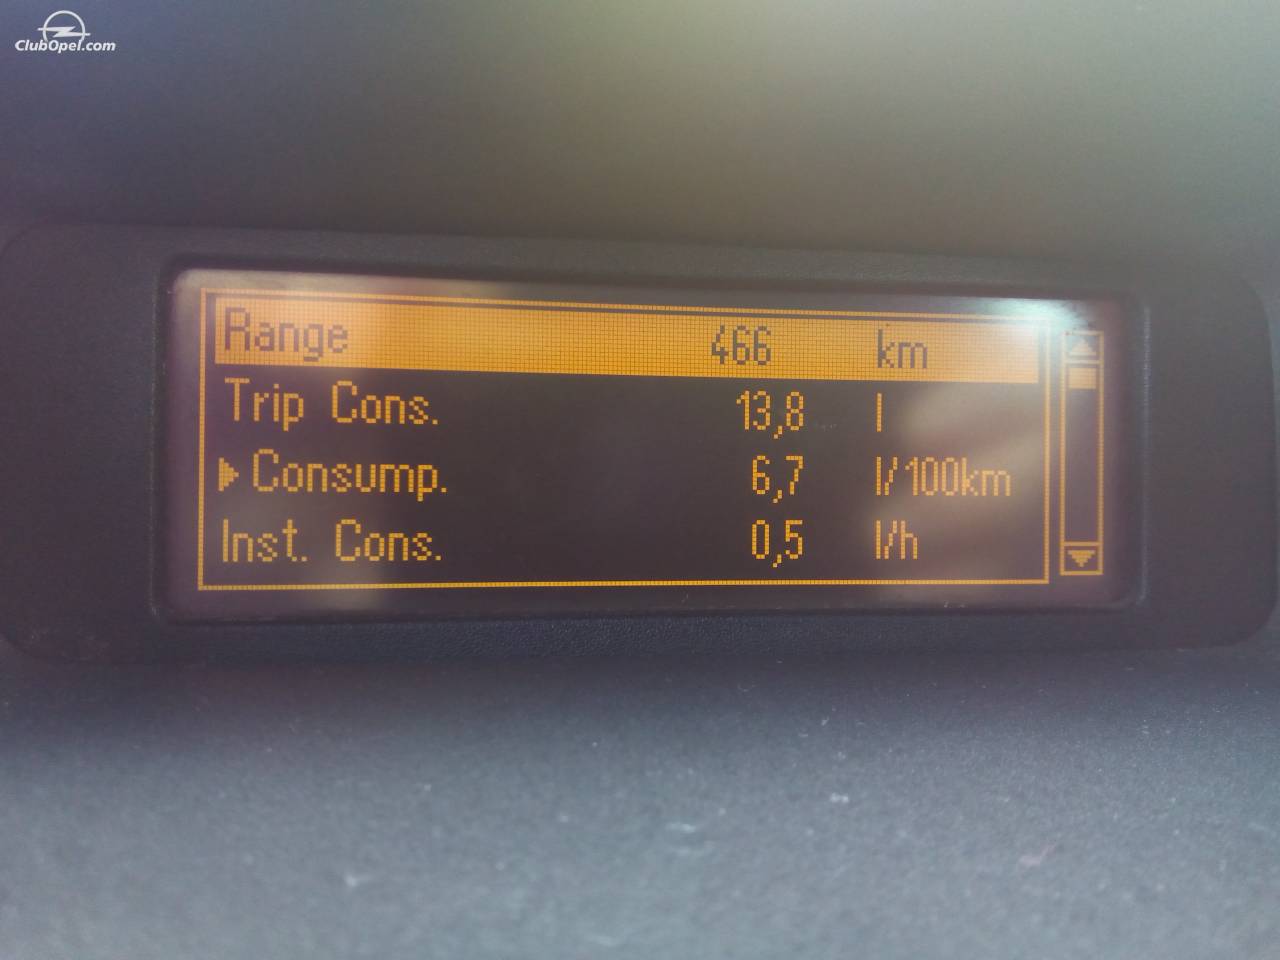 ClubOpel.com
Range 466 km
Trip Cons. 13,8 l
Consump. 6,7 l/100km
Inst. Cons. 0,5 l/h